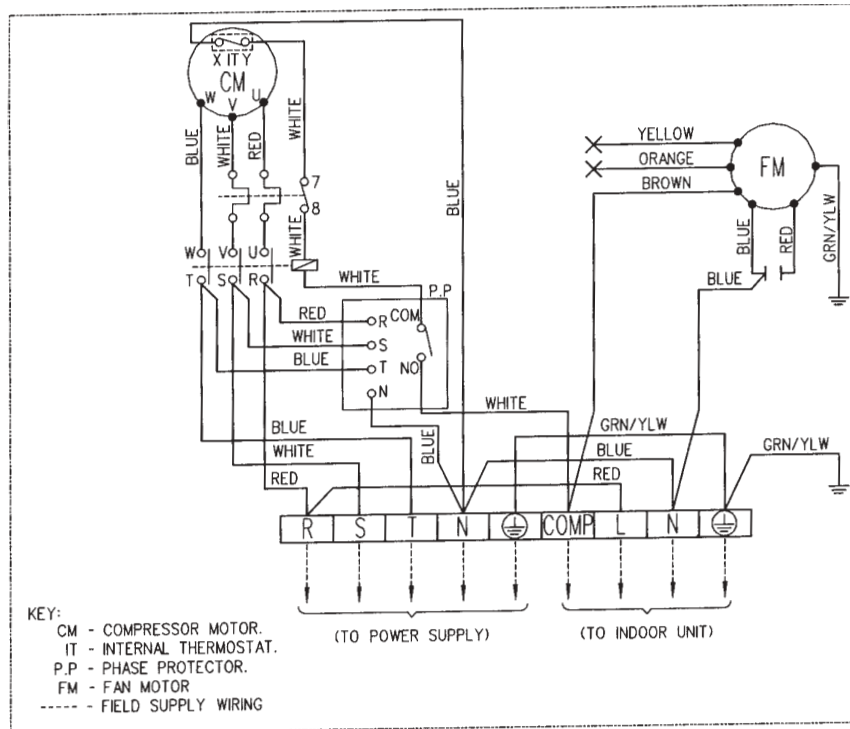 X IT Y
CM
W
V
U
BLUE
WHITE
RED
WHITE
7
8
WHITE
BLUE
YELLOW
ORANGE
BROWN
FM
BLUE
RED
GRN/YLW
BLUE
W
V
U
T
S
R
WHITE
P.P
RED
R
COM
WHITE
S
BLUE
T
NO
N
WHITE
BLUE
BLUE
GRN/YLW
WHITE
BLUE
GRN/YLW
RED
RED
R S T N COMP L N
(TO POWER SUPPLY)
(TO INDOOR UNIT)
KEY:
CM - COMPRESSOR MOTOR.
IT - INTERNAL THERMOSTAT.
P.P - PHASE PROTECTOR.
FM - FAN MOTOR
----- - FIELD SUPPLY WIRING